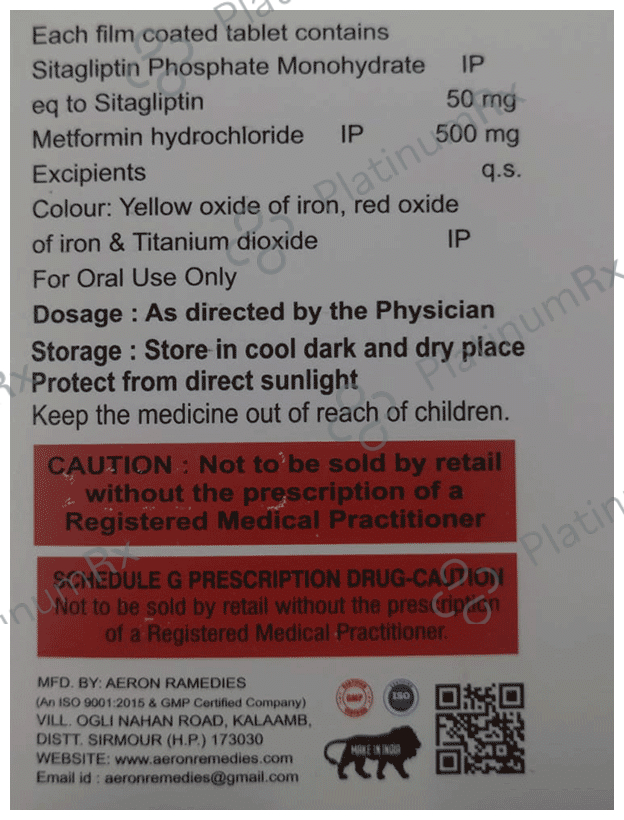 Each film coated tablet contains
Sitagliptin Phosphate Monohydrate IP
eq to Sitagliptin 50 mg
Metformin hydrochloride IP 500 mg
Excipients q.s.
Colour: Yellow oxide of iron, red oxide
of iron & Titanium dioxide IP
For Oral Use Only
Dosage : As directed by the Physician
Storage : Store in cool dark and dry place
Protect from direct sunlight
Keep the medicine out of reach of children.
CAUTION : Not to be sold by retail
without the prescription of a
Registered Medical Practitioner
SCHEDULE G PRESCRIPTION DRUG-CAUTION
Not to be sold by retail without the prescription
of a Registered Medical Practitioner.
MFD. BY: AERON RAMEDIES
(An ISO 9001:2015 & GMP Certified Company)
VILL. OGLI NAHAN ROAD, KALAAMB,
DISTT. SIRMOUR (H.P.) 173030
WEBSITE: www.aeronremedies.com
Email id : aeronremedies@gmail.com
GMP
ISO
MAKE IN INDIA
PlatinumRx
PlatinumRx
PlatinumRx